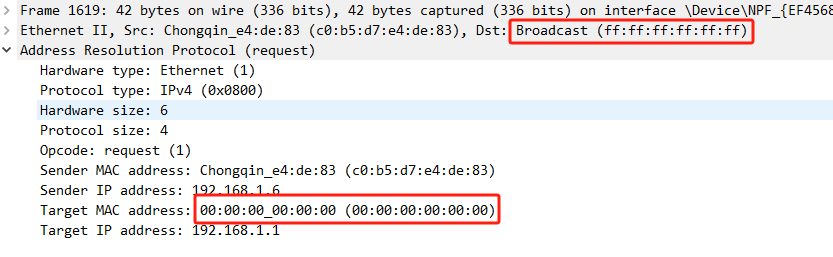 Frame 1619: 42 bytes on wire (336 bits), 42 bytes captured (336 bits) on interface \Device\NPF_{EF4568
Ethernet II, Src: Chongqin_e4:de:83 (c0:b5:d7:e4:de:83), Dst: Broadcast (ff:ff:ff:ff:ff:ff)
Address Resolution Protocol (request)
Hardware type: Ethernet (1)
Protocol type: IPv4 (0x0800)
Hardware size: 6
Protocol size: 4
Opcode: request (1)
Sender MAC address: Chongqin_e4:de:83 (c0:b5:d7:e4:de:83)
Sender IP address: 192.168.1.6
Target MAC address: 00:00:00_00:00:00 (00:00:00:00:00:00)
Target IP address: 192.168.1.1